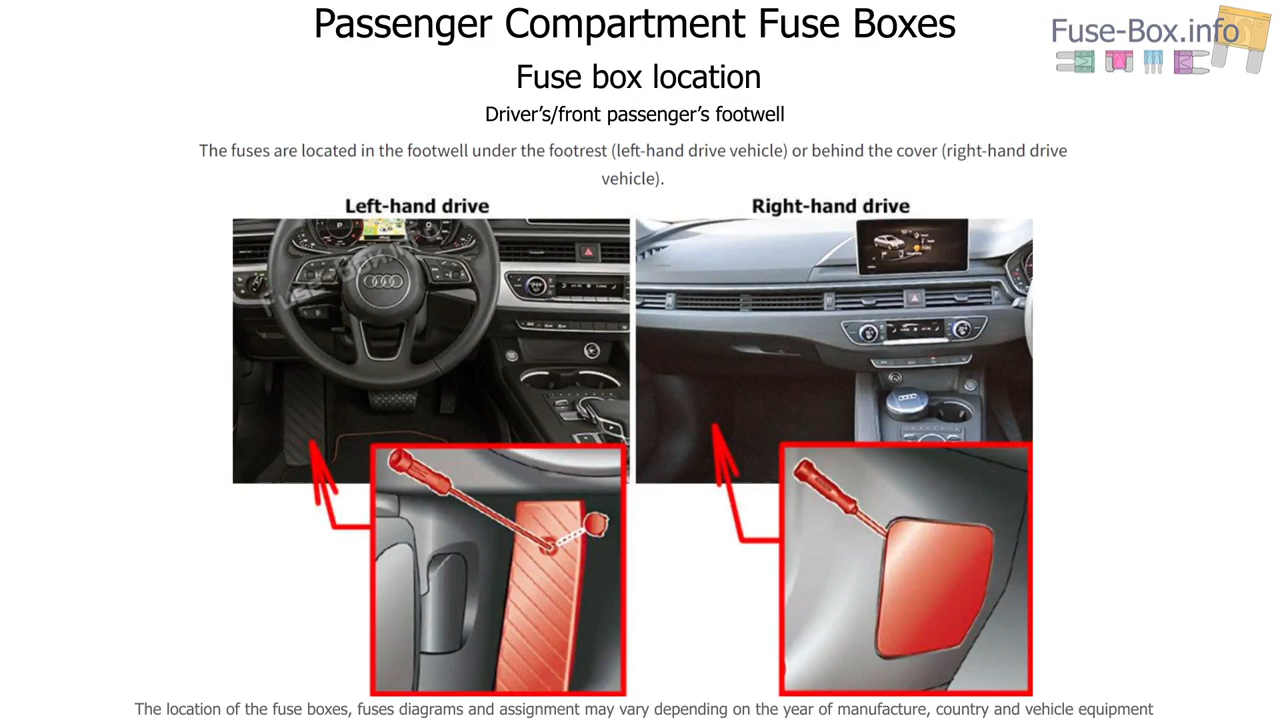 Passenger Compartment Fuse Boxes
Fuse-Box.info
Fuse box location
Driver's/front passenger's footwell
The fuses are located in the footwell under the footrest (left-hand drive vehicle) or behind the cover (right-hand drive
vehicle).
Left-hand drive
Right-hand drive
Fuse-Box.info
The location of the fuse boxes, fuses diagrams and assignment may vary depending on the year of manufacture, country and vehicle equipment